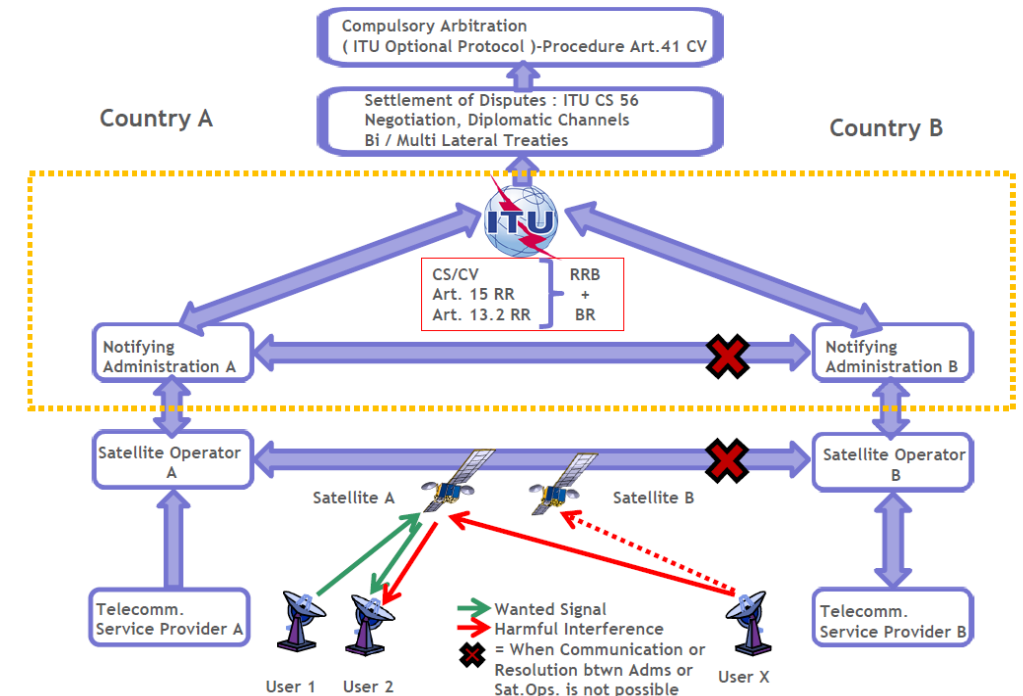 Compulsory Arbitration
( ITU Optional Protocol )-Procedure Art.41 CV
Settlement of Disputes : ITU CS 56
Negotiation, Diplomatic Channels
Bi / Multi Lateral Treaties
Country A
Country B
ITU
CS/CV
Art. 15 RR
Art. 13.2 RR
RRB
+
BR
Notifying
Administration A
Notifying
Administration B
Satellite Operator
A
Satellite Operator
B
Satellite A
Satellite B
Telecomm.
Service Provider A
Wanted Signal
Harmful Interference
= When Communication or
Resolution btwn Adms or
Sat.Ops. is not possible
Telecomm.
Service Provider B
User 1
User 2
User X